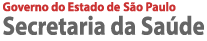 Governo do Estado de São Paulo
Secretaria da Saúde